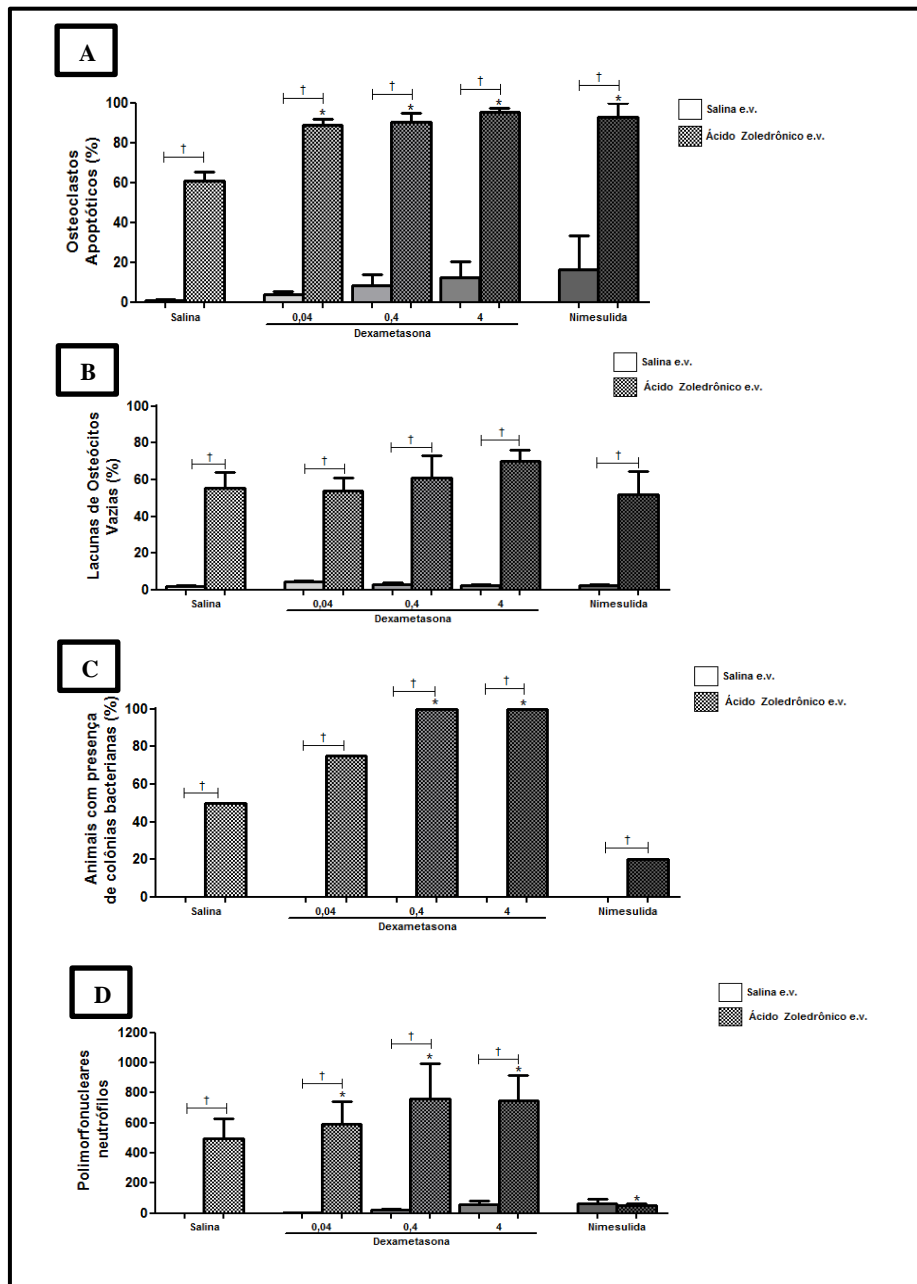 A
Osteoclastos
Apoptóticos (%)
100
80
60
40
20
0
†
†
*
†
*
†
*
†
*
Salina e.v.
Ácido Zoledrônico e.v.
Salina
0,04
0,4
4
Nimesulida
Dexametasona
B
Lacunas de Osteócitos
Vazias (%)
100
80
60
40
20
0
†
†
†
†
†
Salina e.v.
Ácido Zoledrônico e.v.
Salina
0,04
0,4
4
Nimesulida
Dexametasona
C
Animais com presença
de colônias bacterianas (%)
100
80
60
40
20
0
†
†
†
*
†
*
†
Salina e.v.
Ácido Zoledrônico e.v.
Salina
0,04
0,4
4
Nimesulida
Dexametasona
D
Polimorfonucleares
neutrófilos
1200
1000
800
600
400
200
0
†
†
*
†
*
†
*
*
Salina e.v.
Ácido Zoledrônico e.v.
Salina
0,04
0,4
4
Nimesulida
Dexametasona